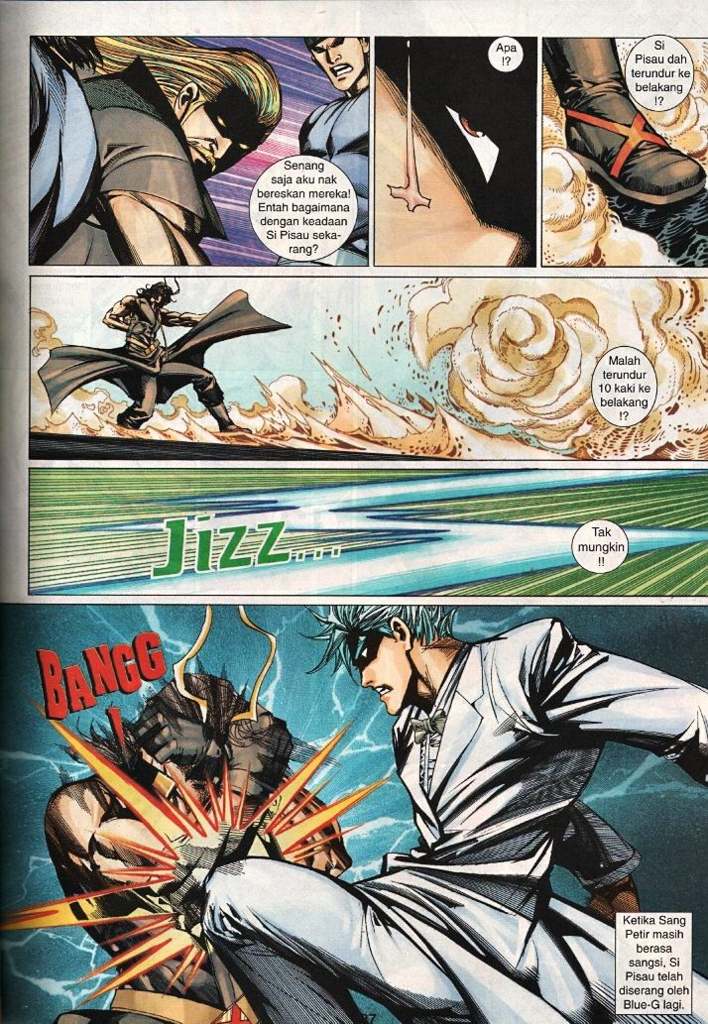 Senang
saja aku nak
bereskan mereka!
Entah bagaimana
dengan keadaan
Si Pisau seka-
rang?
Apa
!?
Si
Pisau dah
terundur ke
belakang
!?
Malah
terundur
10 kaki ke
belakang
!?
Jizz...
Tak
mungkin
!!
BANGG
!
Ketika Sang
Petir masih
berasa
sangsi, Si
Pisau telah
diserang oleh
Blue-G lagi.